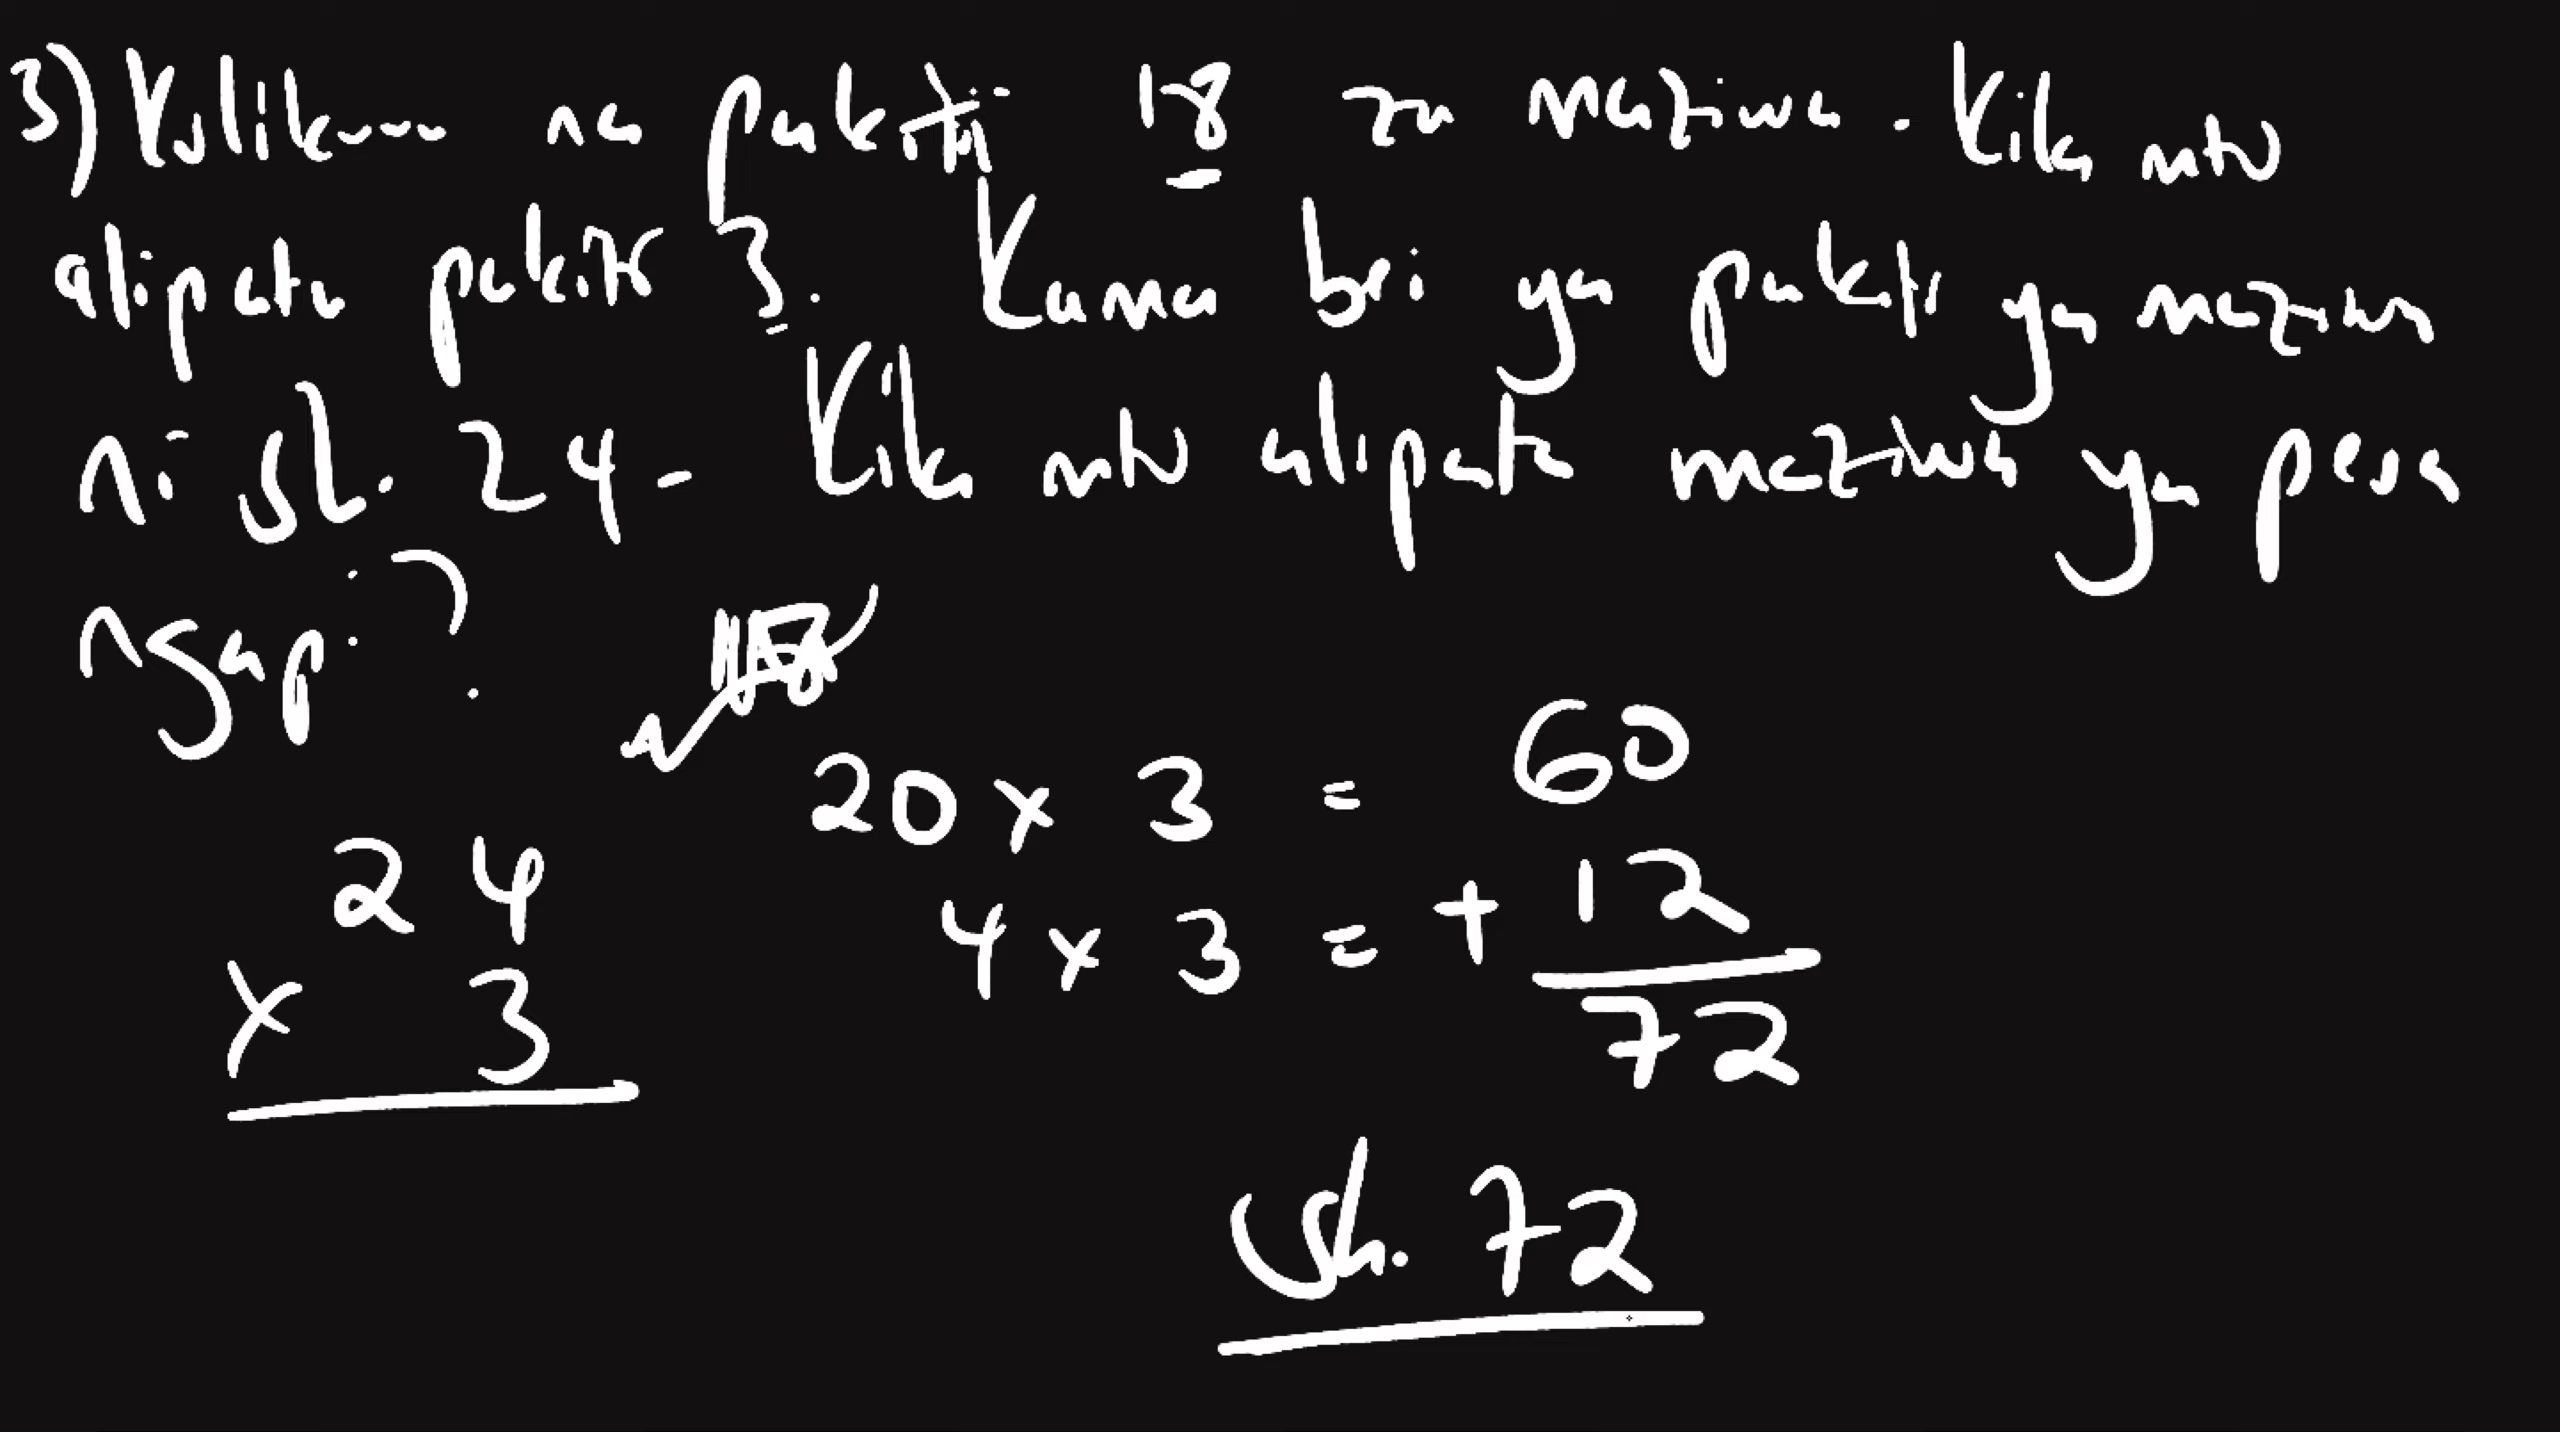 3) Kulikuwa na pakiti 18 za maziwa. Kila mtu
alipata pakiti 3. Kama bei ya pakiti ya maziwa
ni sh. 24. Kila mtu alipata maziwa ya pesa
ngapi?
20 x 3 = 60
24
4 x 3 = + 12
x 3
72
Sh. 72